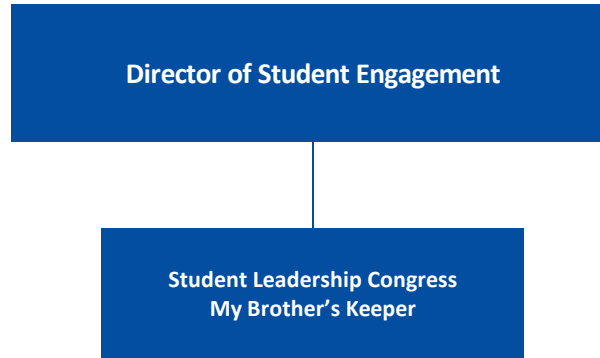 Director of Student Engagement
Student Leadership Congress
My Brother’s Keeper